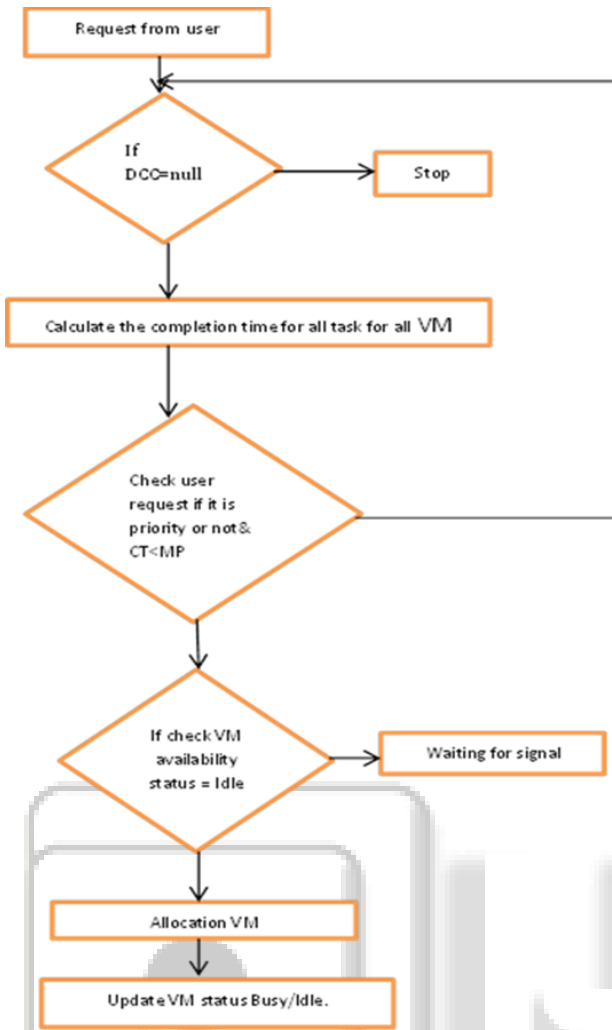 Request from user
If
DCC=null
Stop
Calculate the completion time for all task for all VM
Check user
request if it is
priority or not &
CT<MP
If check VM
availability
status = Idle
Waiting for signal
Allocation VM
Update VM status Busy/Idle.